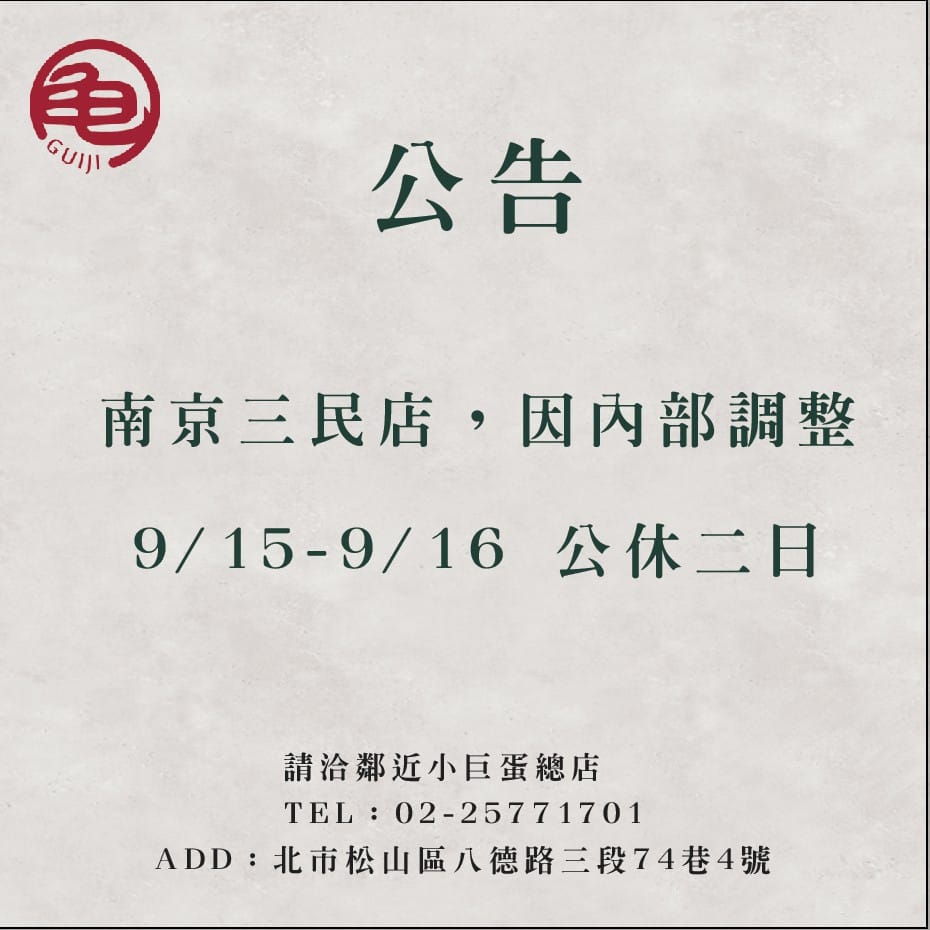 龜
GUIJI
公告
南京三民店，因內部調整
9/15-9/16 公休二日
請洽鄰近小巨蛋總店
TEL：02-25771701
ADD：北市松山區八德路三段74巷4號